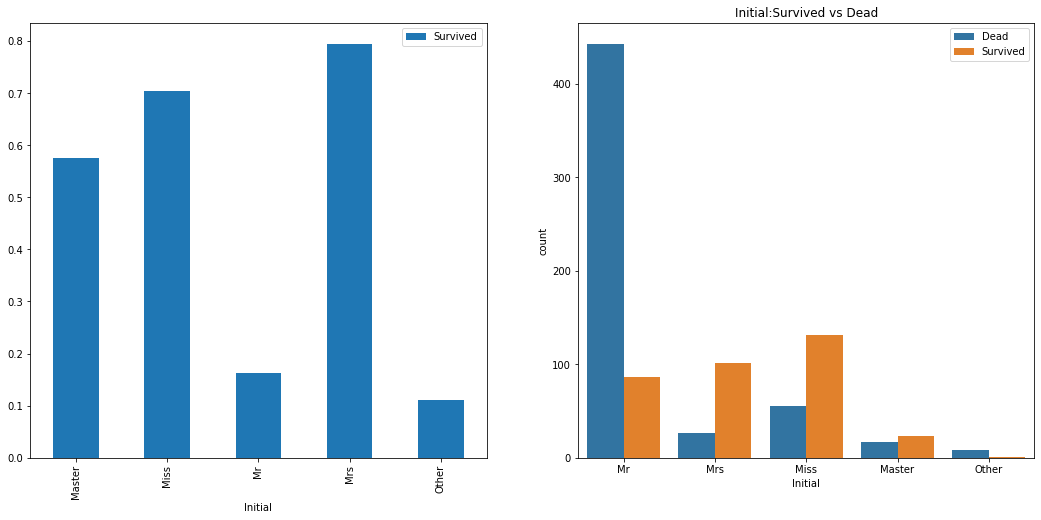 Survived
0.8
0.7
0.6
0.5
0.4
0.3
0.2
0.1
0.0
Master
Miss
Mr
Mrs
Other
Initial
Initial:Survived vs Dead
Dead
Survived
count
400
300
200
100
0
Mr
Mrs
Miss
Master
Other
Initial